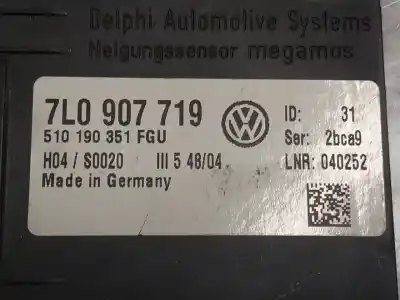 Delphi Automotive Systems
Neigungssensor megamos
7L0 907 719
510 190 351 FGU
H04 / S0020 III 5 48/04
Made in Germany
VW
ID: 31
Ser: 2bca9
LNR: 040252